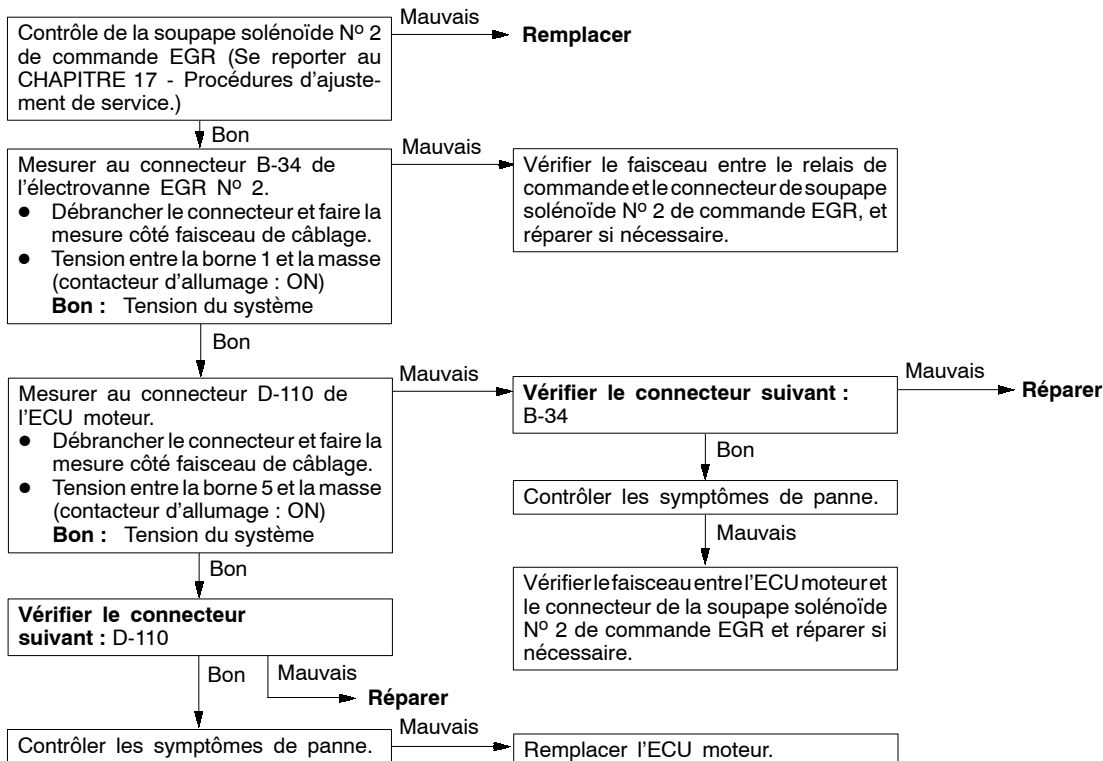 Contrôle de la soupape solénoïde Nº 2
de commande EGR (Se reporter au
CHAPITRE 17 - Procédures d'ajuste-
ment de service.)
Mauvais
Remplacer
Bon
Mesurer au connecteur B-34 de
l'électrovanne EGR Nº 2.
● Débrancher le connecteur et faire la
mesure côté faisceau de câblage.
● Tension entre la borne 1 et la masse
(contacteur d'allumage : ON)
Bon : Tension du système
Mauvais
Vérifier le faisceau entre le relais de
commande et le connecteur de soupape
solénoïde Nº 2 de commande EGR, et
réparer si nécessaire.
Bon
Mesurer au connecteur D-110 de
l'ECU moteur.
● Débrancher le connecteur et faire la
mesure côté faisceau de câblage.
● Tension entre la borne 5 et la masse
(contacteur d'allumage : ON)
Bon : Tension du système
Mauvais
Vérifier le connecteur suivant :
B-34
Mauvais
Réparer
Bon
Contrôler les symptômes de panne.
Mauvais
Vérifier le faisceau entre l'ECU moteur et
le connecteur de la soupape solénoïde
Nº 2 de commande EGR et réparer si
nécessaire.
Bon
Vérifier le connecteur
suivant : D-110
Bon
Mauvais
Réparer
Contrôler les symptômes de panne.
Mauvais
Remplacer l'ECU moteur.